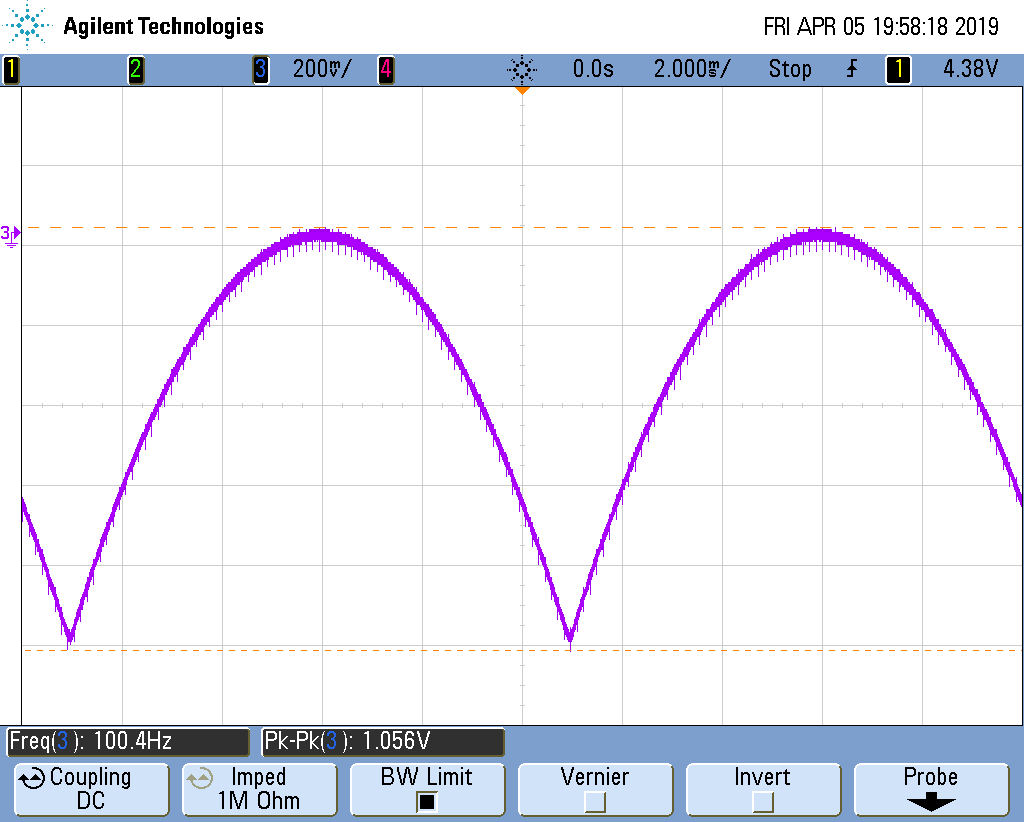 Agilent Technologies FRI APR 05 19:58:18 2019
1 2 3 200mV/ 4 0.0s 2.000ms/ Stop 1 4.38V
3
Freq(3): 100.4Hz Pk-Pk(3): 1.056V
Coupling Imped BW Limit Vernier Invert Probe
DC 1M Ohm